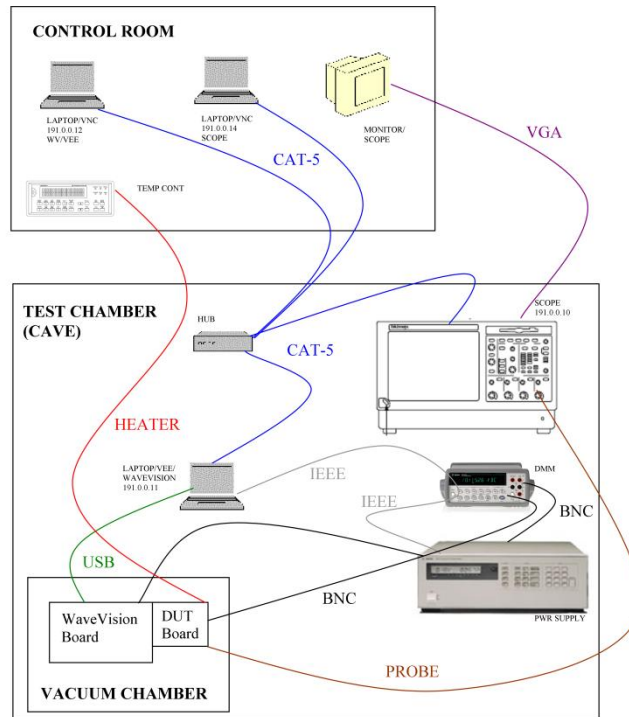 CONTROL ROOM
LAPTOP/VNC
191.0.0.12
WV/VEE
LAPTOP/VNC
191.0.0.14
SCOPE
MONITOR/
SCOPE
VGA
CAT-5
TEMP CONT
TEST CHAMBER
(CAVE)
HUB
SCOPE
191.0.0.10
Tektronix
CAT-5
HEATER
LAPTOP/VEE/
WAVEVISION
191.0.0.11
IEEE
DMM
IEEE
BNC
USB
BNC
PWR SUPPLY
WaveVision
Board
DUT
Board
PROBE
VACUUM CHAMBER